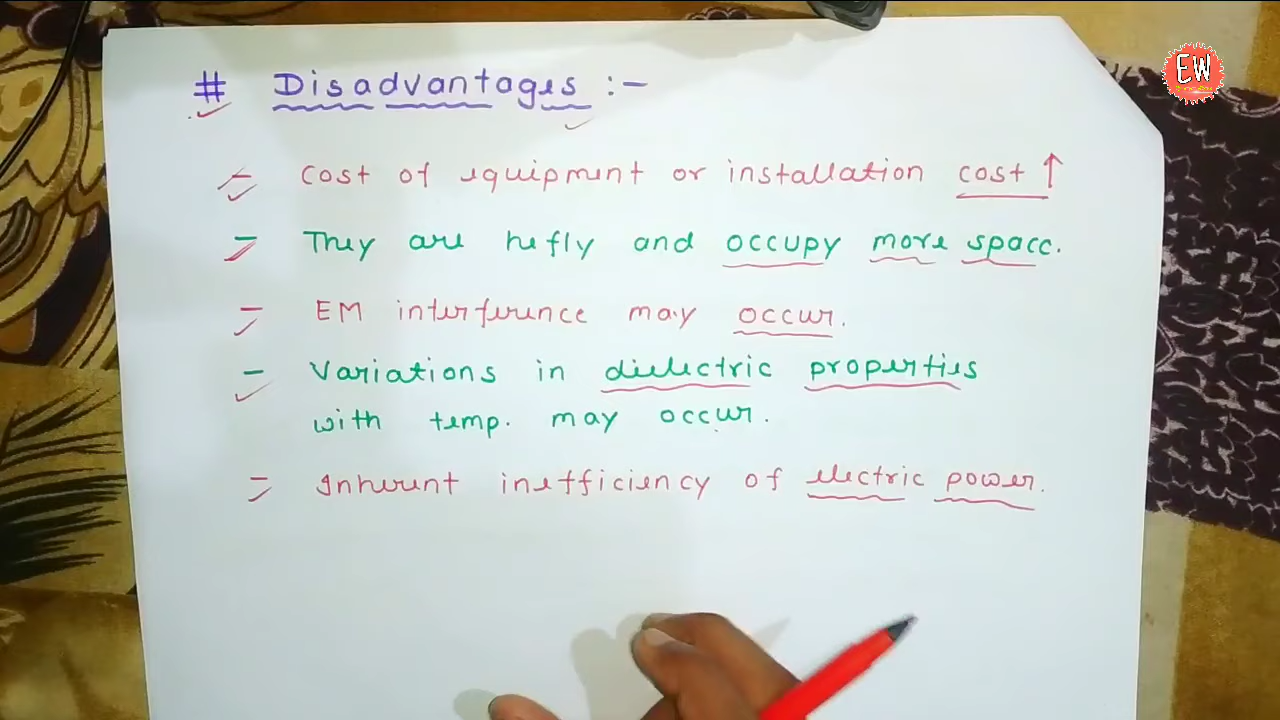 # Disadvantages :-
EW
- Cost of equipment or installation cost ↑
- They are hefly and occupy more space.
- EM interference may occur.
- Variations in dielectric properties
with temp. may occur.
- Inherent inefficiency of electric power.